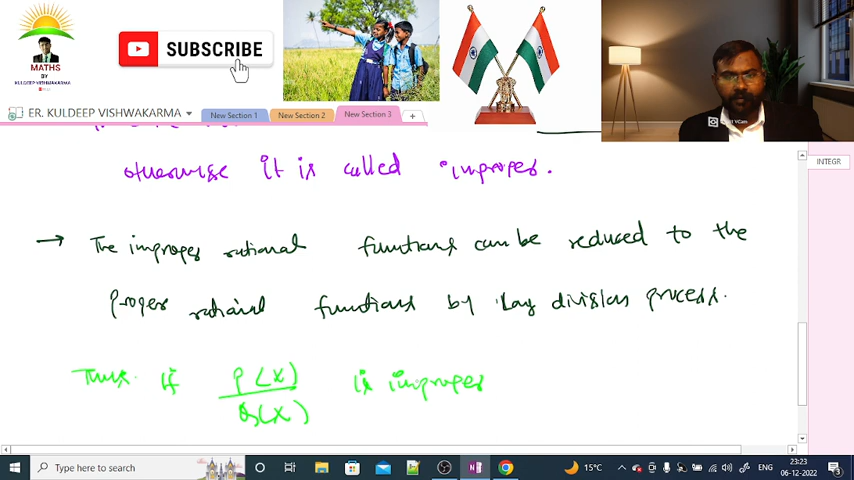 SUBSCRIBE
MATHS
BY
KULDEEP VISHWAKARMA
ER. KULDEEP VISHWAKARMA
New Section 1
New Section 2
New Section 3
+
INTEGR
otherwise it is called improper.
→ The improper rational functions can be reduced to the
proper rational functions by long division process.
Thus if P(x)/Q(x) is improper
Type here to search
15°C
ENG
23:23
06-12-2022
3